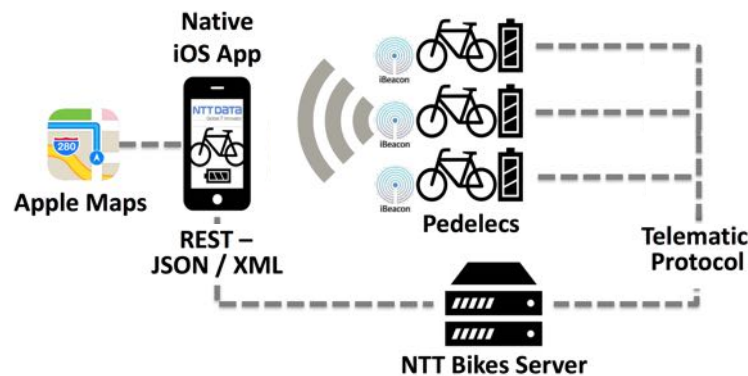 Native
iOS App
NTT DATA
280
Apple Maps
REST –
JSON / XML
iBeacon
iBeacon
iBeacon
Pedelecs
Telematic
Protocol
NTT Bikes Server